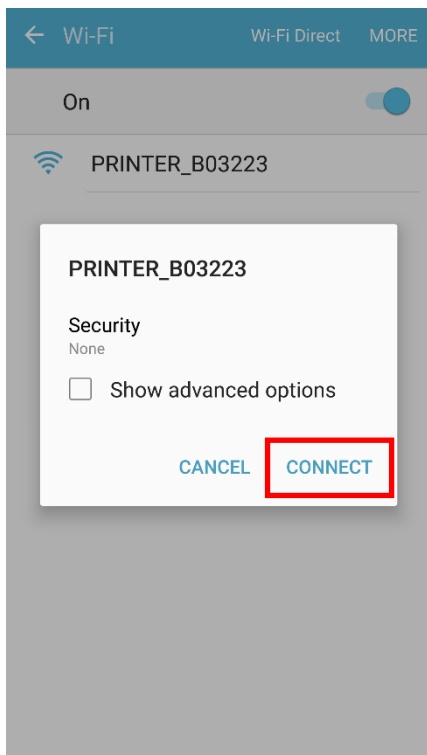 Wi-Fi Wi-Fi Direct MORE
On
PRINTER_B03223
PRINTER_B03223
Security
None
Show advanced options
CANCEL CONNECT